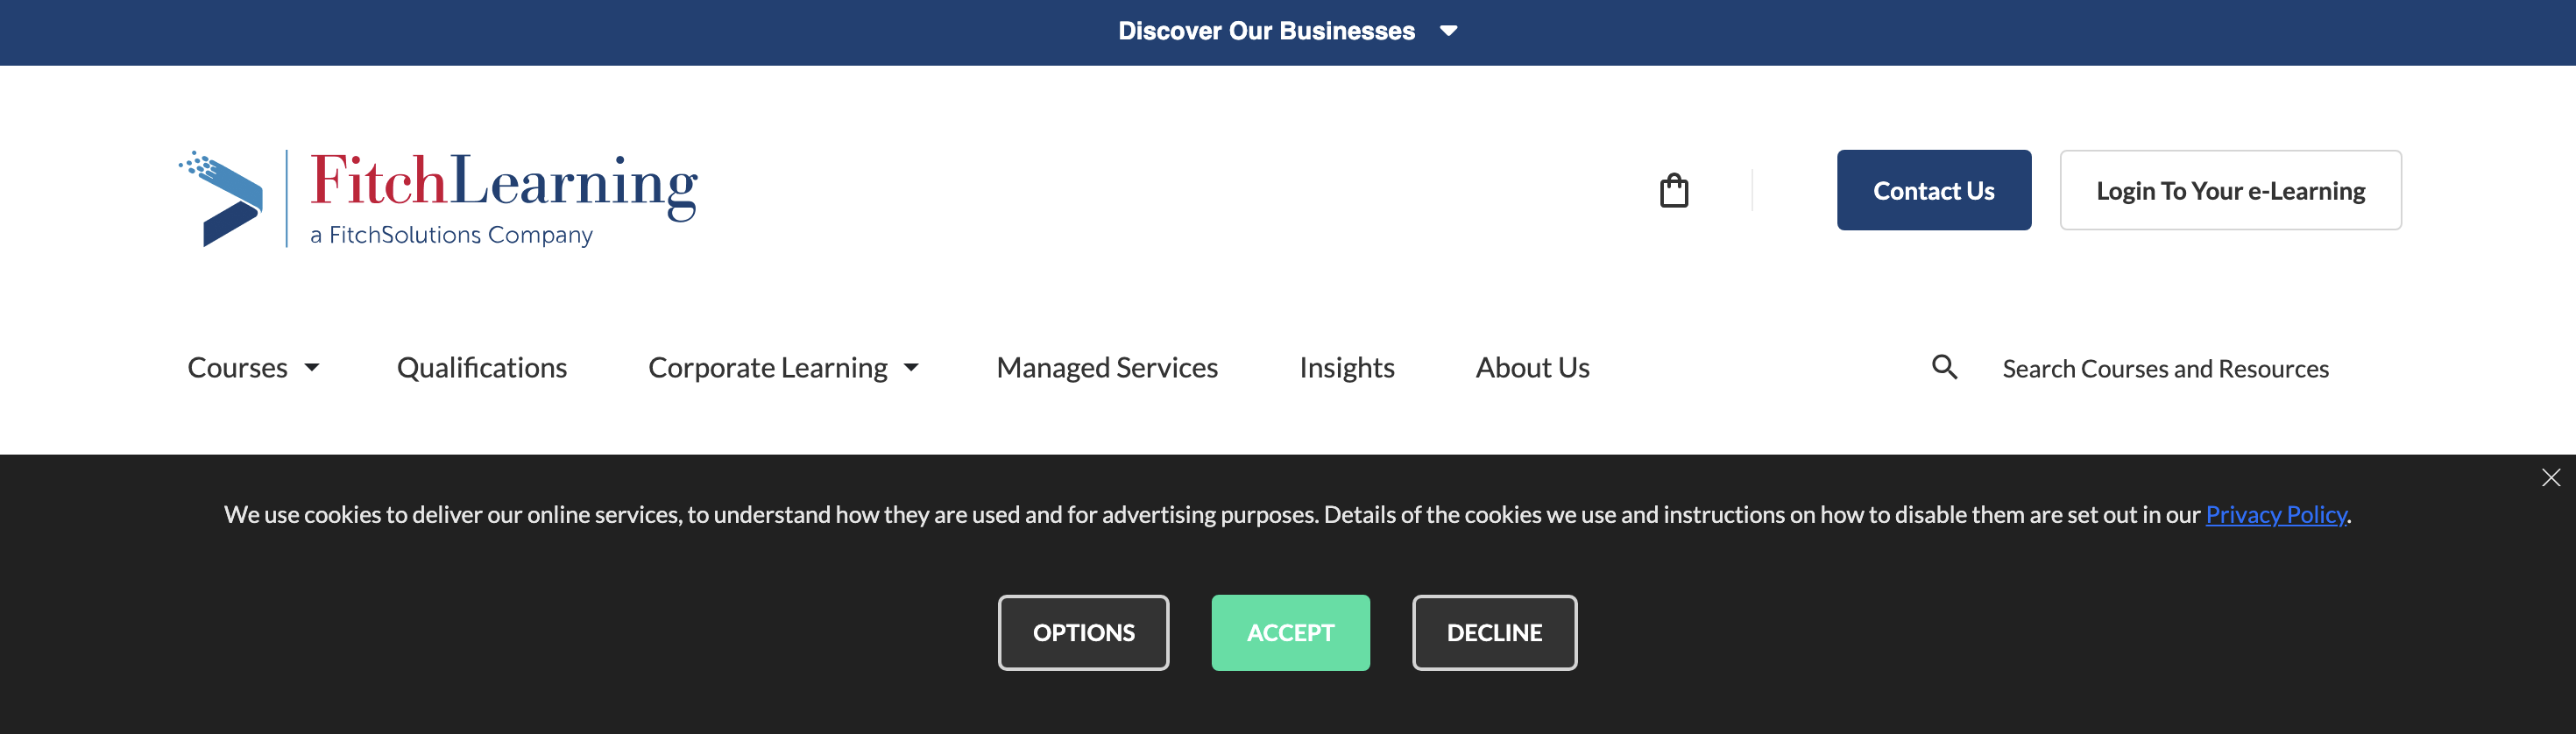 Discover Our Businesses
FitchLearning
a FitchSolutions Company
Contact Us
Login To Your e-Learning
Courses
Qualifications
Corporate Learning
Managed Services
Insights
About Us
Search Courses and Resources
We use cookies to deliver our online services, to understand how they are used and for advertising purposes. Details of the cookies we use and instructions on how to disable them are set out in our Privacy Policy.
OPTIONS
ACCEPT
DECLINE